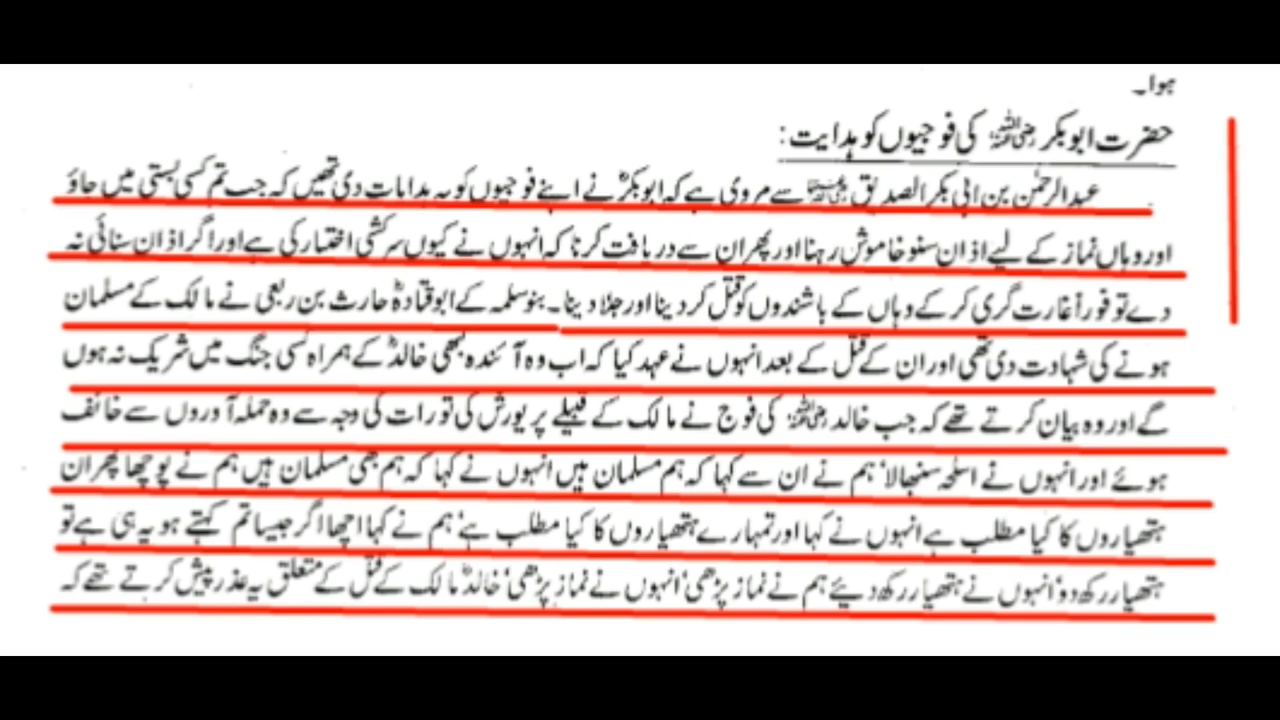 ہوا۔
حضرت ابوبکر رضی اللہ عنہ کی فوجیوں کو ہدایت:
عبدالرحمٰن بن ابی بکر الصدیق سے مروی ہے کہ ابوبکرؓ نے اپنے فوجیوں کو یہ ہدایات دی تھیں کہ جب تم کسی بستی میں جاؤ
اور وہاں نماز کے لیے اذان سنو خاموش رہنا اور پھر ان سے دریافت کرنا کہ انہوں نے کیوں سرکشی اختیار کی ہے اور اگر اذان سنائی نہ
دے تو فوراً غارت گری کر کے وہاں کے باشندوں کو قتل کر دینا اور جلا دینا۔ بنو سلمہ کے ابو قتادہؓ حارث بن ربعی نے مالک کے مسلمان
ہونے کی شہادت دی تھی اور ان کے قتل کے بعد انہوں نے عہد کیا کہ اب وہ آئندہ بھی خالدؓ کے ہمراہ کسی جنگ میں شریک نہ ہوں
گے اور وہ بیان کرتے تھے کہ جب خالد رضی اللہ عنہ کی فوج نے مالک کے قبیلے پر یورش کی تو رات کی وجہ سے وہ حملہ آوروں سے خائف
ہوئے اور انہوں نے اسلحہ سنبھالا' ہم نے ان سے کہا کہ ہم مسلمان ہیں انہوں نے کہا کہ ہم بھی مسلمان ہیں ہم نے پوچھا پھر ان
ہتھیاروں کا کیا مطلب ہے انہوں نے کہا اور تمہارے ہتھیاروں کا کیا مطلب ہے' ہم نے کہا اچھا اگر جیسا تم کہتے ہو یہ ہی ہے تو
ہتھیار رکھ دو' انہوں نے ہتھیار رکھ دیئے ہم نے نماز پڑھی' انہوں نے نماز پڑھی' خالدؓ مالک کے قتل کے متعلق یہ عذر پیش کرتے تھے کہ